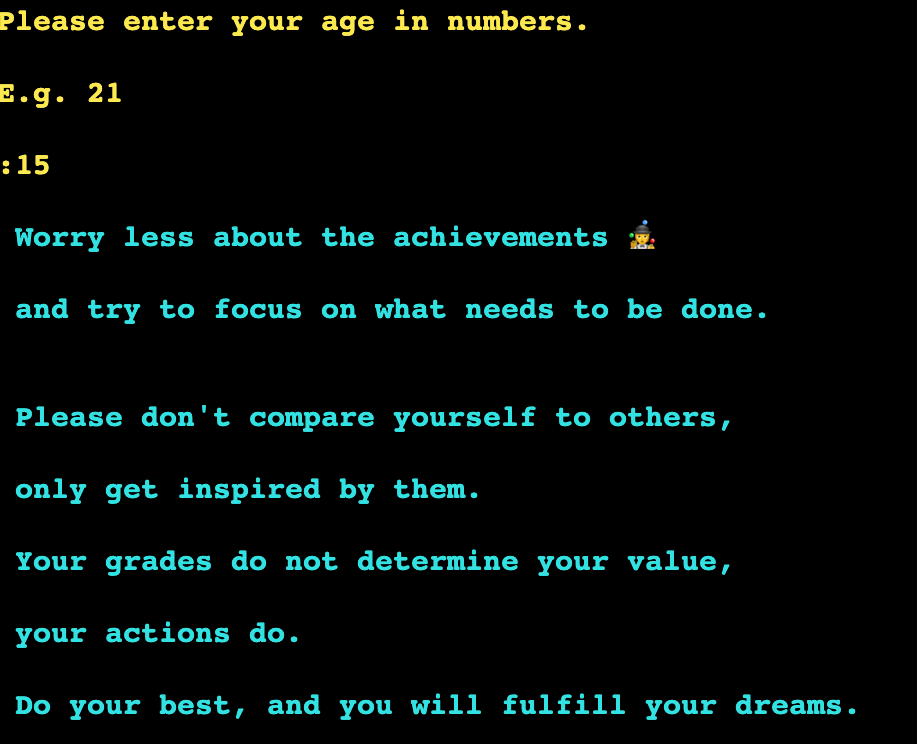 Please enter your age in numbers.
E.g. 21
:15
Worry less about the achievements 🤹
and try to focus on what needs to be done.
Please don't compare yourself to others,
only get inspired by them.
Your grades do not determine your value,
your actions do.
Do your best, and you will fulfill your dreams.